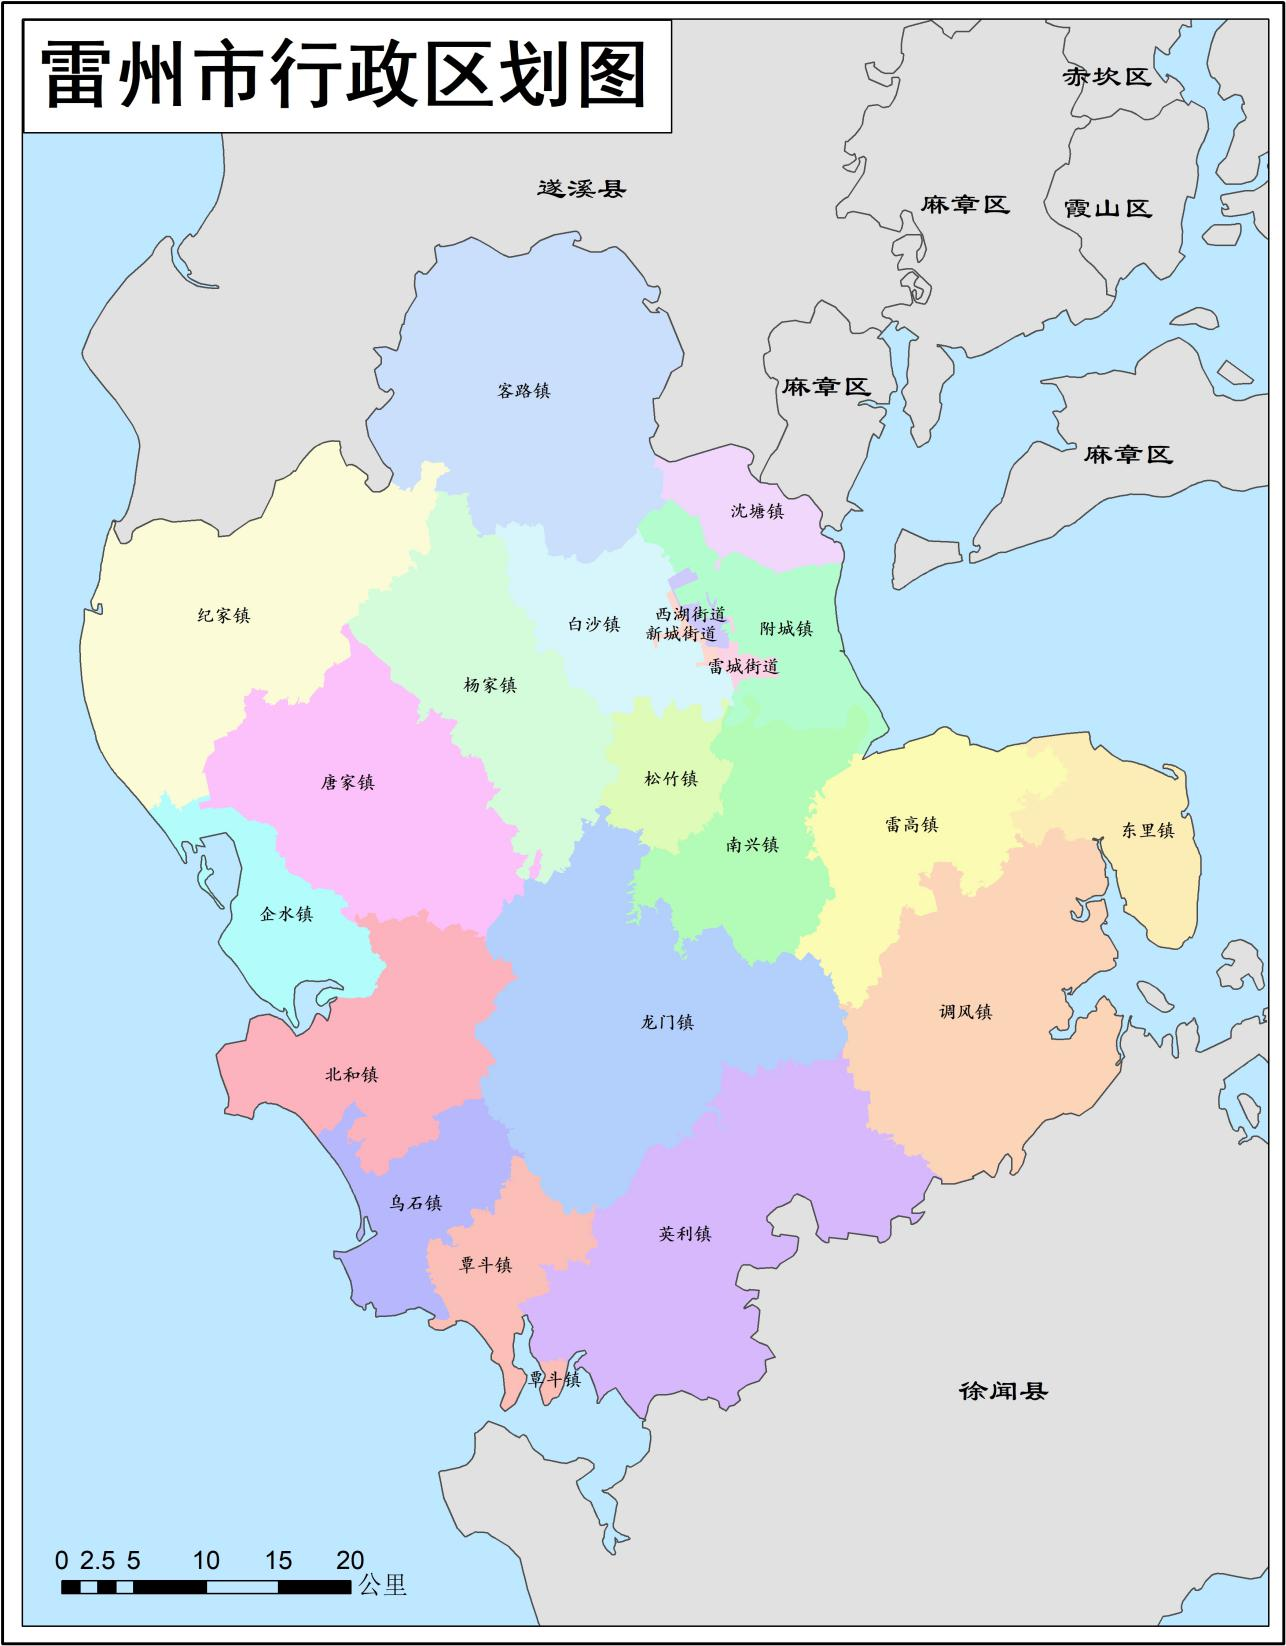 雷州市行政区划图
赤坎区
遂溪县
麻章区
霞山区
麻章区
客路镇
麻章区
沈塘镇
纪家镇
西湖街道
白沙镇
附城镇
新城街道
雷城街道
杨家镇
唐家镇
松竹镇
雷高镇
东里镇
南兴镇
企水镇
调风镇
龙门镇
北和镇
乌石镇
英利镇
覃斗镇
覃斗镇
徐闻县
0 2.5 5 10 15 20
公里